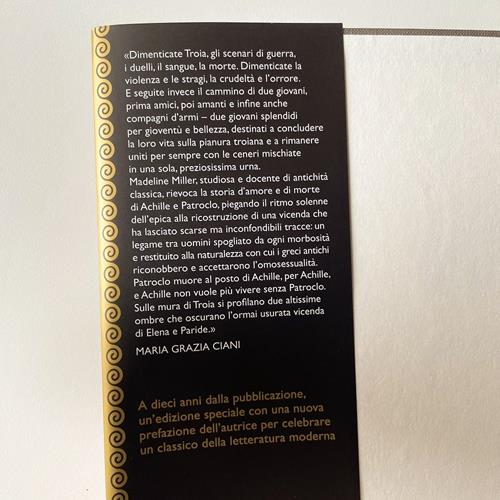 «Dimenticate Troia, gli scenari di guerra,
i duelli, il sangue, la morte. Dimenticate la
violenza e le stragi, la crudeltà e l'orrore.
E seguite invece il cammino di due giovani,
prima amici, poi amanti e infine anche
compagni d'armi – due giovani splendidi
per gioventù e bellezza, destinati a concludere
la loro vita sulla pianura troiana e a rimanere
uniti per sempre con le ceneri mischiate
in una sola, preziosissima urna.
Madeline Miller, studiosa e docente di antichità
classica, rievoca la storia d'amore e di morte
di Achille e Patroclo, piegando il ritmo solenne
dell'epica alla ricostruzione di una vicenda che
ha lasciato scarse ma inconfondibili tracce: un
legame tra uomini spogliato da ogni morbosità
e restituito alla naturalezza con cui i greci antichi
riconobbero e accettarono l'omosessualità.
Patroclo muore al posto di Achille, per Achille,
e Achille non vuole più vivere senza Patroclo.
Sulle mura di Troia si profilano due altissime
ombre che oscurano l'ormai usurata vicenda
di Elena e Paride.»
MARIA GRAZIA CIANI
A dieci anni dalla pubblicazione,
un'edizione speciale con una nuova
prefazione dell'autrice per celebrare
un classico della letteratura moderna